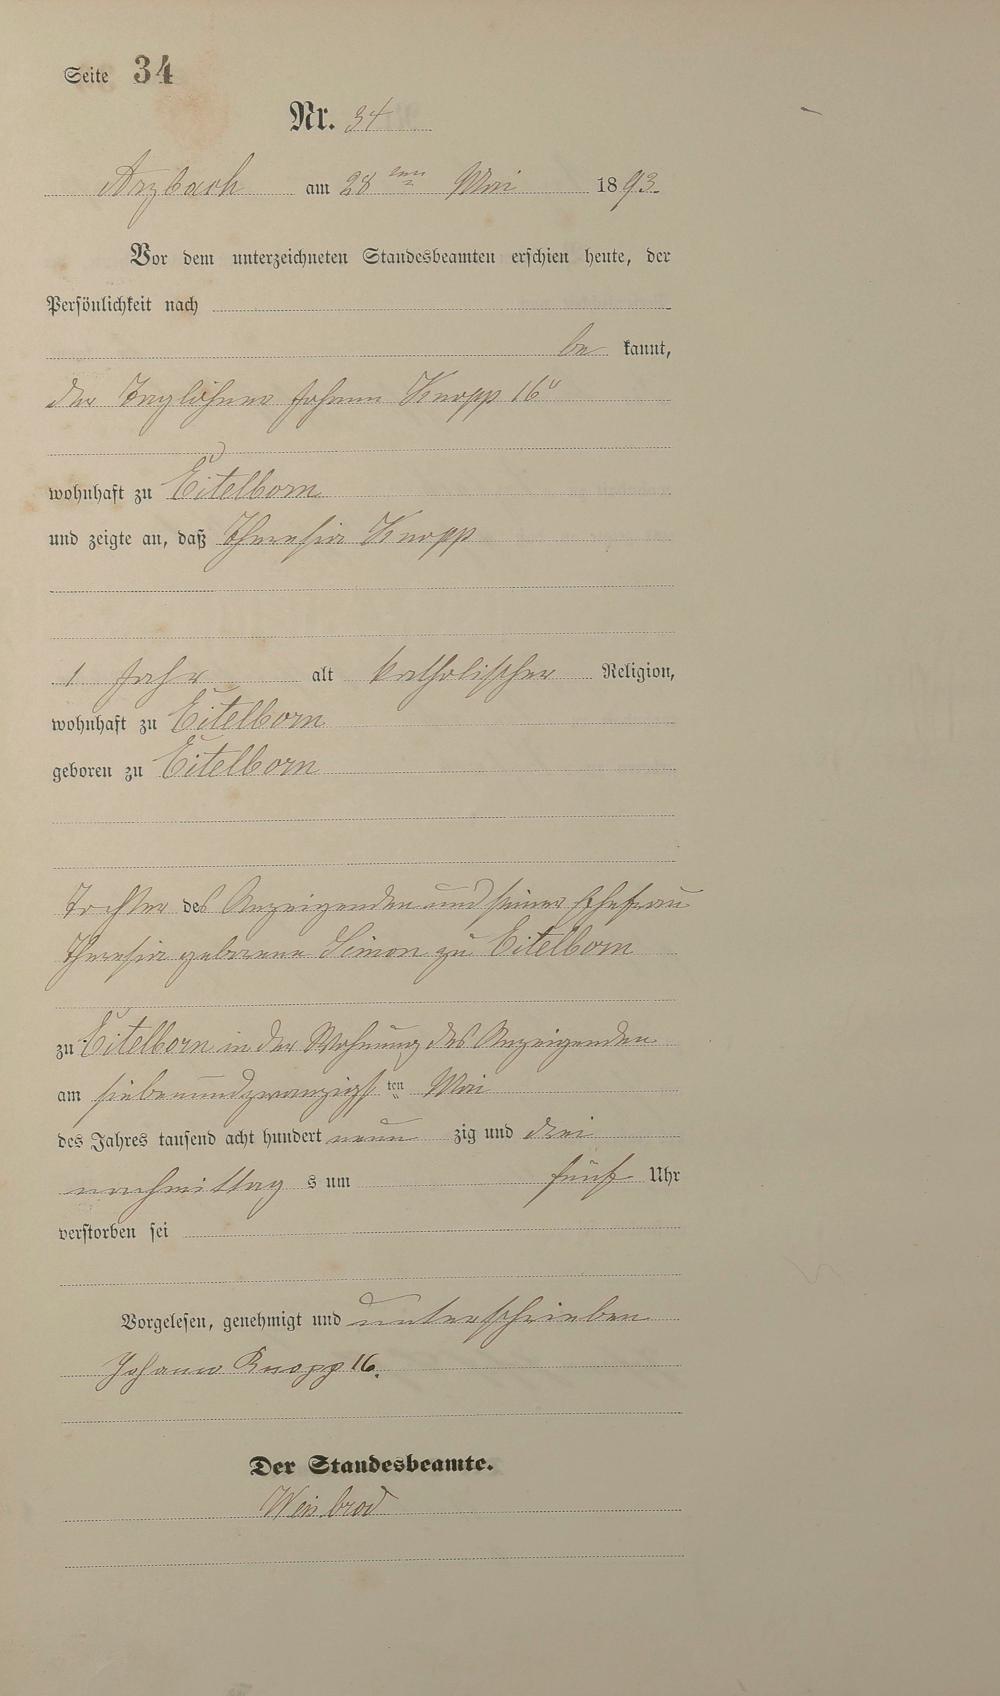 Seite 34
Nr. 34
Arzbach am 28ten Mai 1893.
Vor dem unterzeichneten Standesbeamten erschien heute, der
Persönlichkeit nach
bekannt,
der Taglöhner Johann Knopp 16r
wohnhaft zu Eitelborn
und zeigte an, daß Theresia Knopp
1 Jahr alt katholischer Religion,
wohnhaft zu Eitelborn
geboren zu Eitelborn
Tochter des Anzeigenden und seiner Ehefrau
Theresia geborene Simon zu Eitelborn
zu Eitelborn in der Wohnung des Anzeigenden
am siebenundzwanzigsten Mai
des Jahres tausend acht hundert neunzig und drei
nachmittags um fünf Uhr
verstorben sei
Vorgelesen, genehmigt und unterschrieben
Johann Knopp 16.
Der Standesbeamte.
Weinbrod